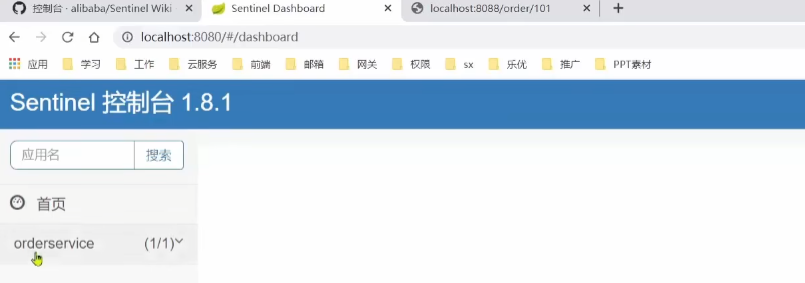 控制台 · alibaba/Sentinel Wiki
Sentinel Dashboard
localhost:8088/order/101
localhost:8080/#/dashboard
应用 学习 工作 云服务 前端 邮箱 网关 权限 sx 乐优 推广 PPT素材
Sentinel 控制台 1.8.1
应用名 搜索
首页
orderservice (1/1)